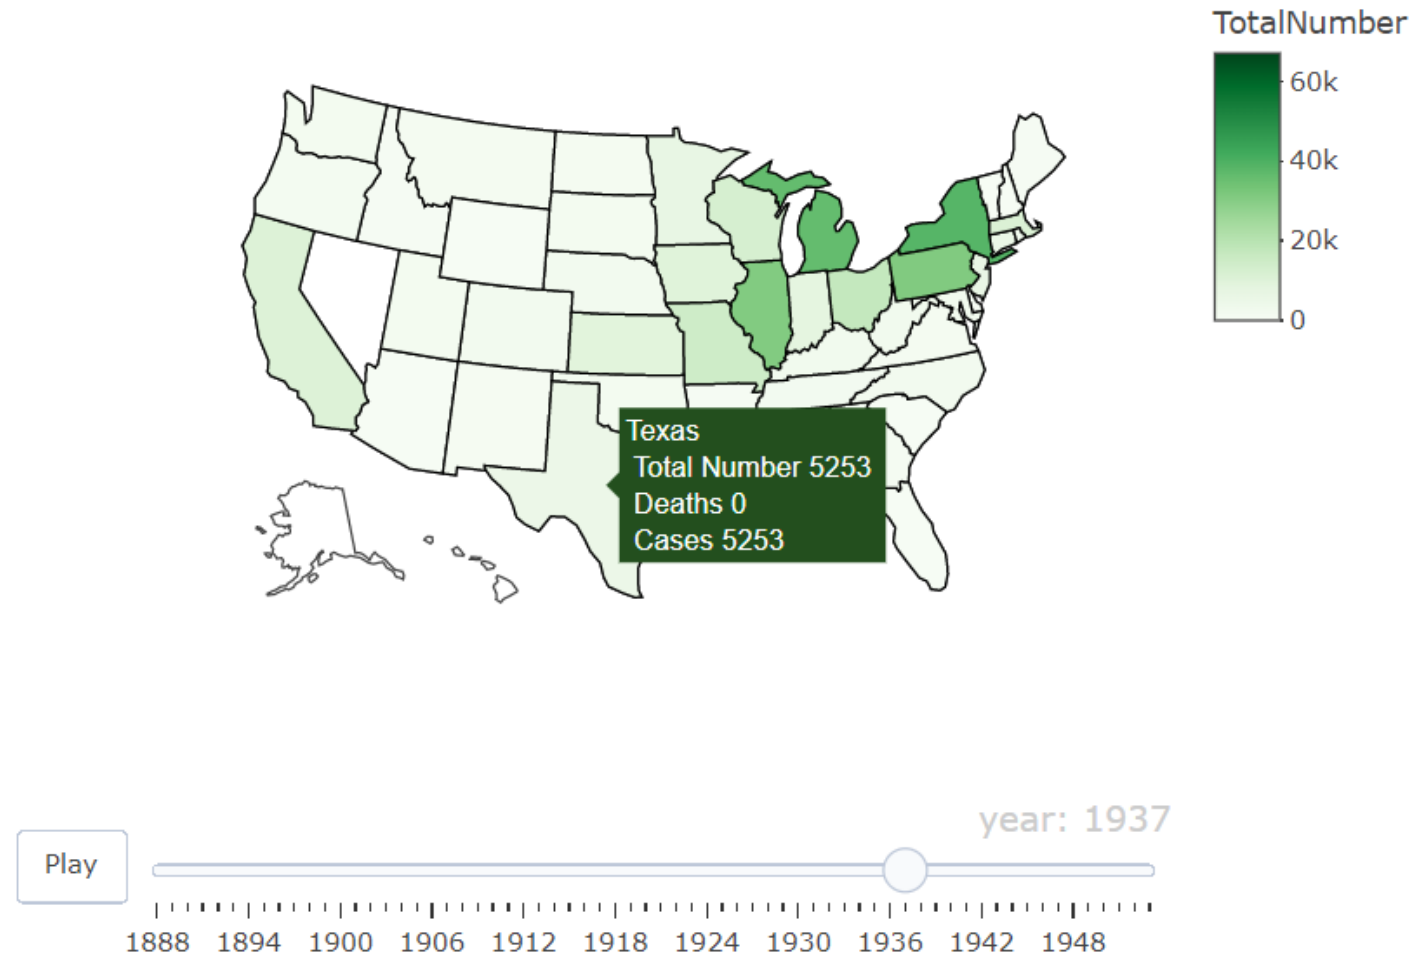 TotalNumber
60k
40k
20k
0
Texas
Total Number 5253
Deaths 0
Cases 5253
year: 1937
Play
1888 1894 1900 1906 1912 1918 1924 1930 1936 1942 1948